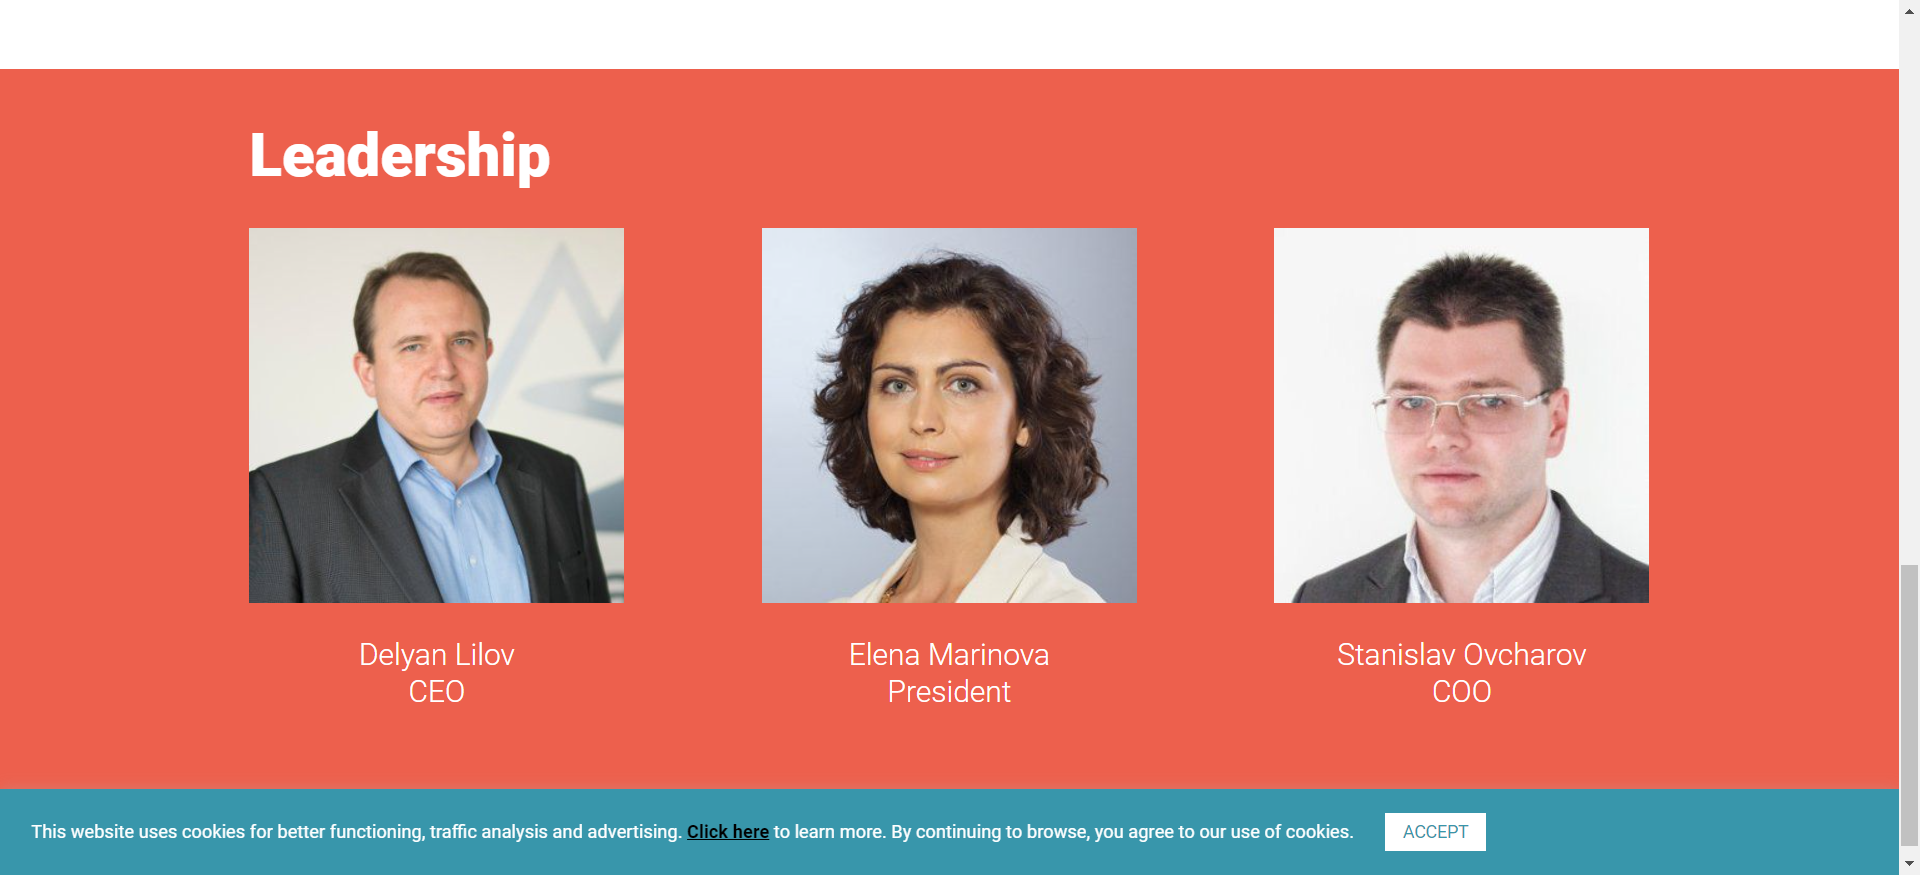 Leadership
Delyan Lilov
CEO
Elena Marinova
President
Stanislav Ovcharov
COO
This website uses cookies for better functioning, traffic analysis and advertising. Click here to learn more. By continuing to browse, you agree to our use of cookies.
ACCEPT